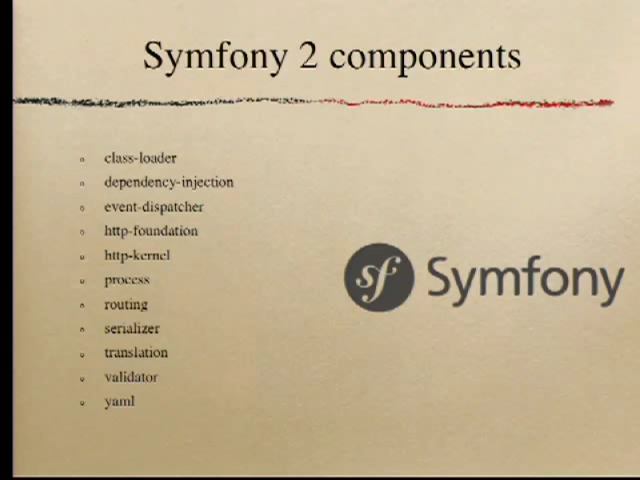 Symfony 2 components
class-loader
dependency-injection
event-dispatcher
http-foundation
http-kernel
process
routing
serializer
translation
validator
yaml
sf Symfony